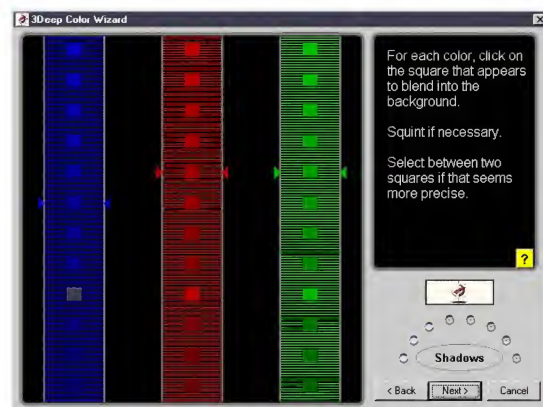 3Deep Color Wizard
For each color, click on
the square that appears
to blend into the
background.
Squint if necessary.
Select between two
squares if that seems
more precise.
?
Shadows
< Back
Next >
Cancel